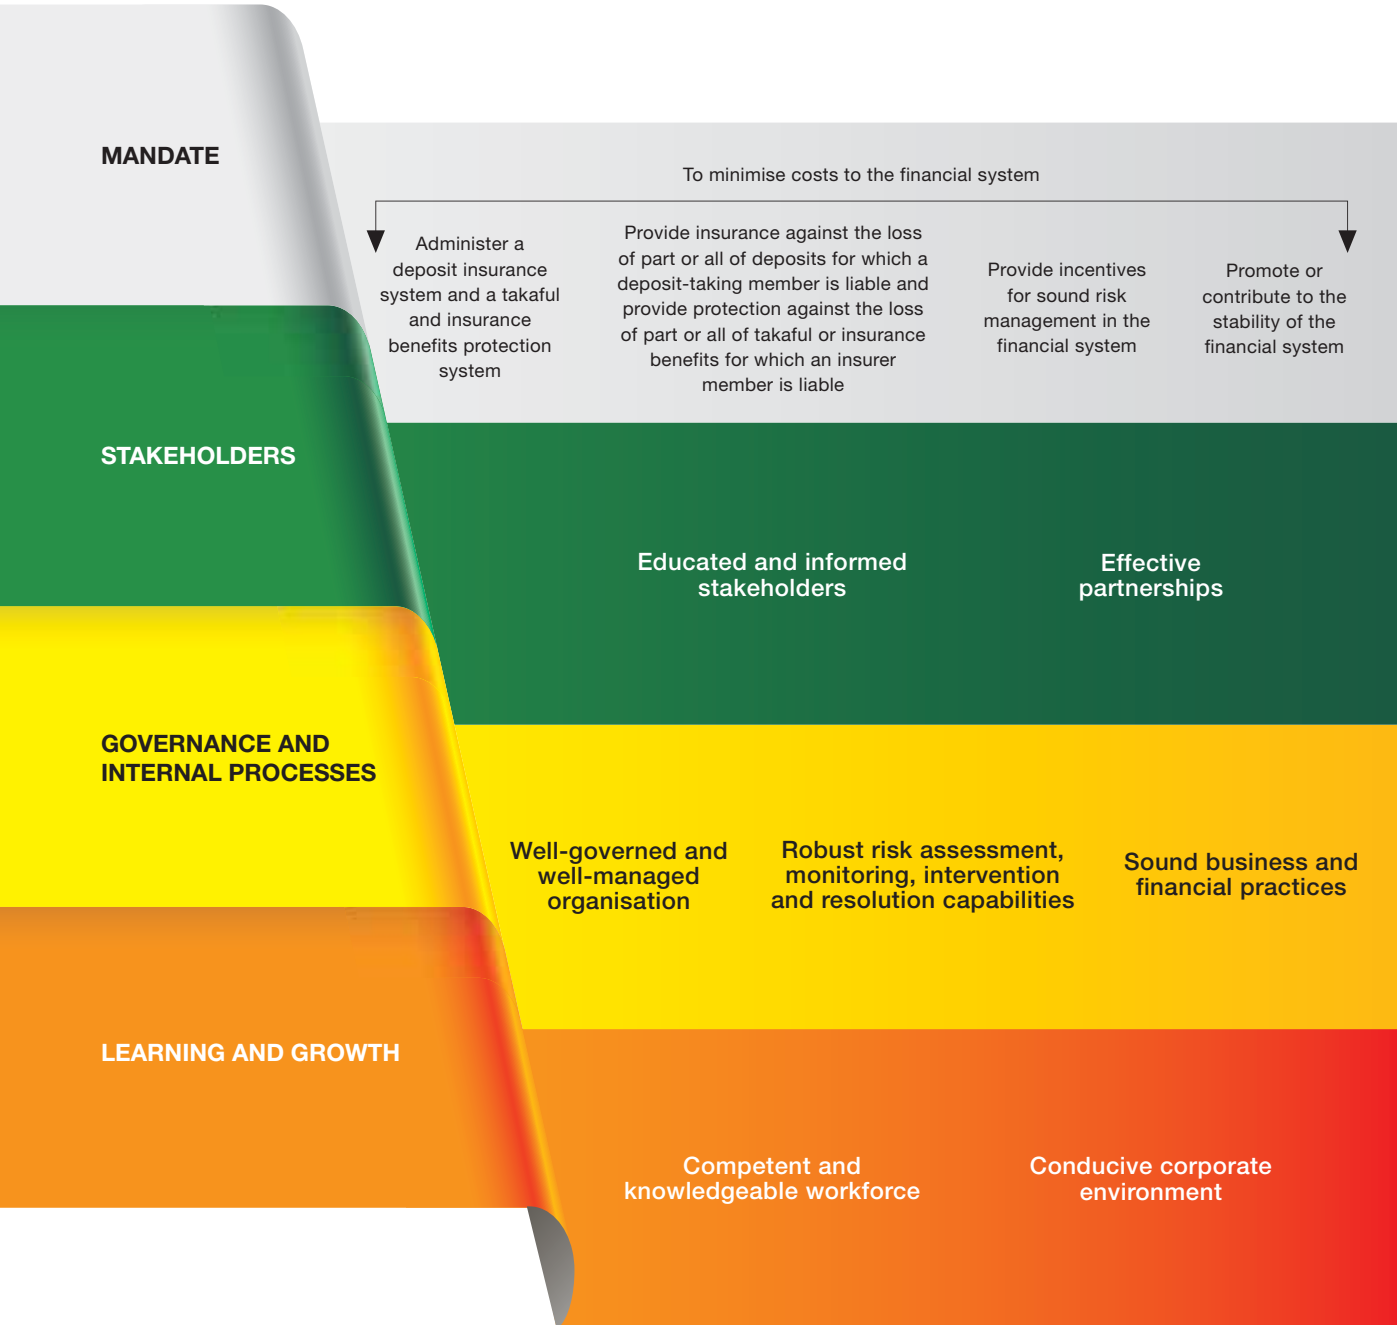 MANDATE
To minimise costs to the financial system
Administer a
deposit insurance
system and a takaful
and insurance
benefits protection
system
Provide insurance against the loss
of part or all of deposits for which a
deposit-taking member is liable and
provide protection against the loss
of part or all of takaful or insurance
benefits for which an insurer
member is liable
Provide incentives
for sound risk
management in the
financial system
Promote or
contribute to the
stability of the
financial system
STAKEHOLDERS
Educated and informed
stakeholders
Effective
partnerships
GOVERNANCE AND
INTERNAL PROCESSES
Well-governed and
well-managed
organisation
Robust risk assessment,
monitoring, intervention
and resolution capabilities
Sound business and
financial practices
LEARNING AND GROWTH
Competent and
knowledgeable workforce
Conducive corporate
environment